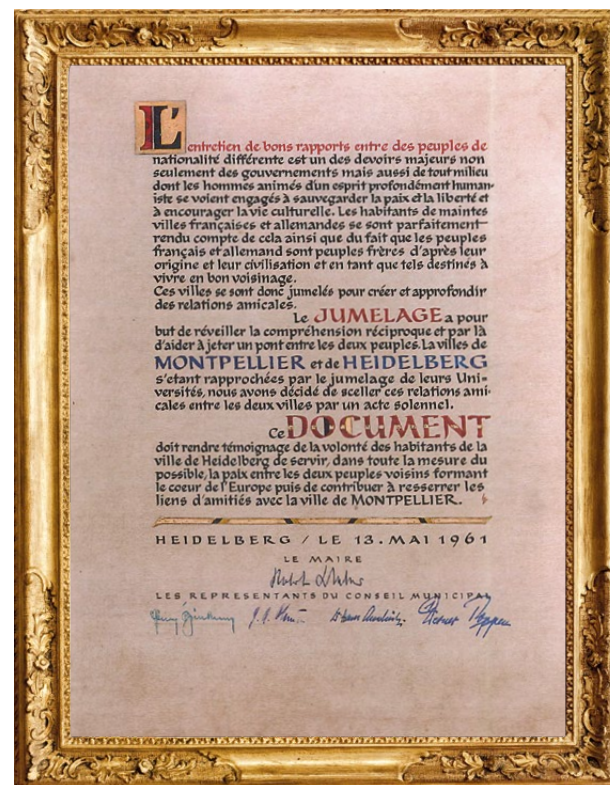 L'entretien de bons rapports entre des peuples de
nationalité différente est un des devoirs majeurs non
seulement des gouvernements mais aussi de tout milieu
dont les hommes animés d'un esprit profondément human-
iste se voient engagés à sauvegarder la paix et la liberté et
à encourager la vie culturelle. Les habitants de maintes
villes françaises et allemandes se sont parfaitement
rendu compte de cela ainsi que du fait que les peuples
français et allemand sont peuples frères d'après leur
origine et leur civilisation et en tant que tels destinés à
vivre en bon voisinage.
Ces villes se sont donc jumelés pour créer et approfondir
des relations amicales.
Le JUMELAGE a pour
but de réveiller la compréhension réciproque et par là
d'aider à jeter un pont entre les deux peuples. La villes de
MONTPELLIER et de HEIDELBERG
s'etant rapprochées par le jumelage de leurs Uni-
versités, nous avons décidé de sceller ces relations ami-
cales entre les deux villes par un acte solennel.
Ce DOCUMENT
doit rendre témoignage de la volonté des habitants de la
ville de Heidelberg de servir, dans toute la mesure du
possible, la paix entre les deux peuples voisins formant
le coeur de l'Europe puis de contribuer à resserrer les
liens d'amitiés avec la ville de MONTPELLIER.
HEIDELBERG / LE 13. MAI 1961
LE MAIRE
LES REPRESENTANTS DU CONSEIL MUNICIPAL